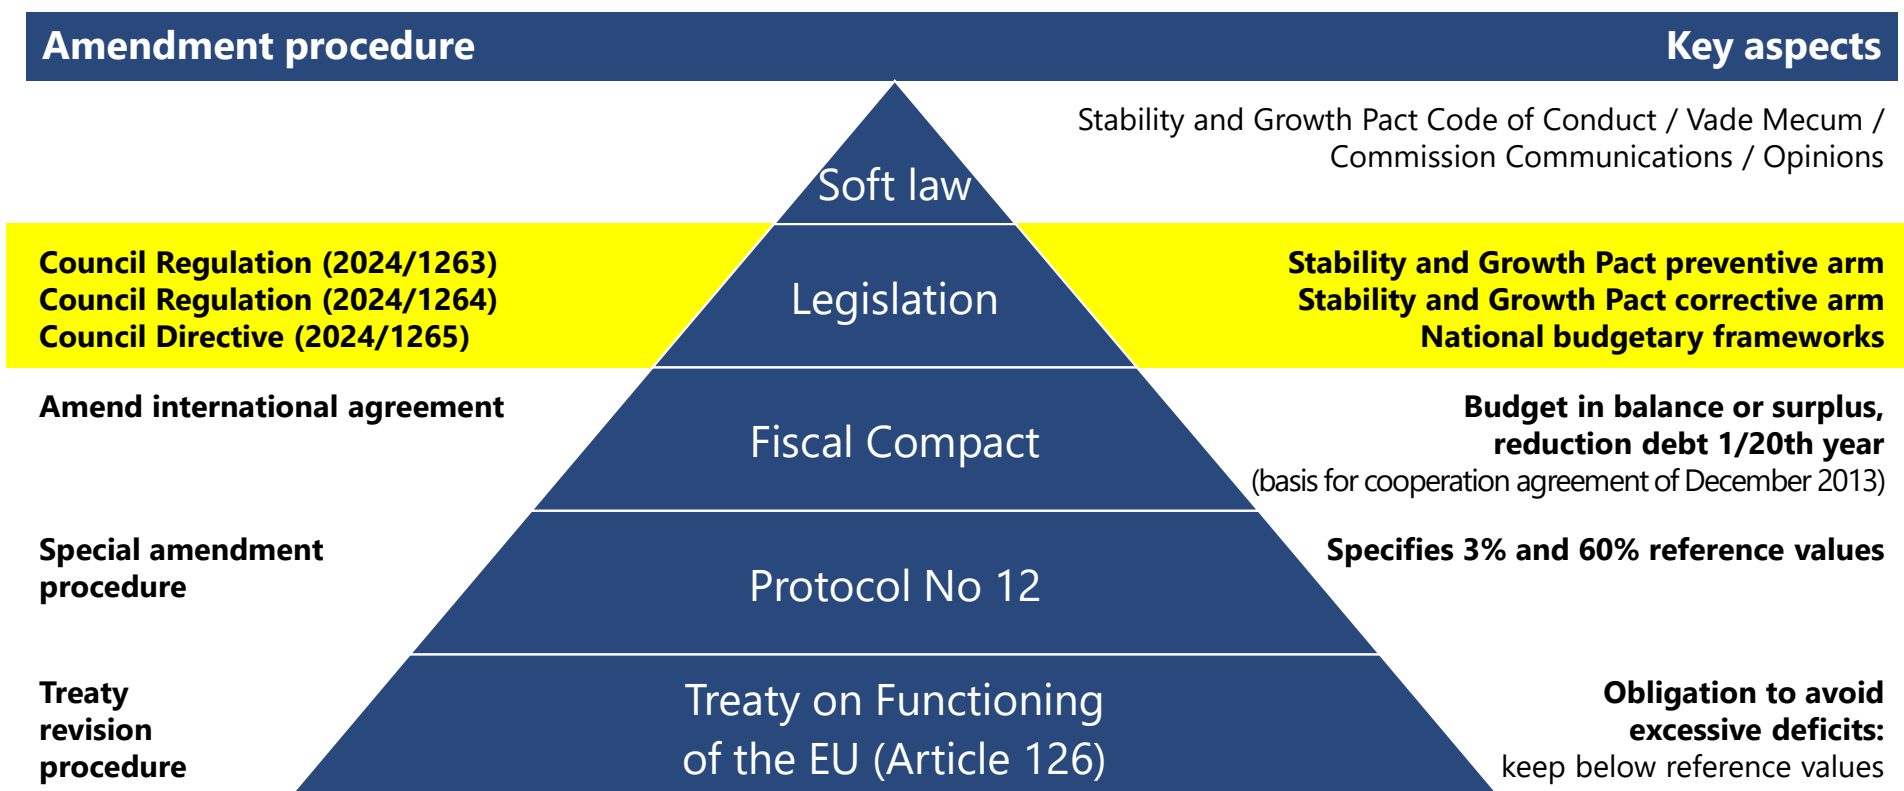 Amendment procedure
Key aspects
Stability and Growth Pact Code of Conduct / Vade Mecum /
Commission Communications / Opinions
Soft law
Council Regulation (2024/1263)
Council Regulation (2024/1264)
Council Directive (2024/1265)
Legislation
Stability and Growth Pact preventive arm
Stability and Growth Pact corrective arm
National budgetary frameworks
Amend international agreement
Fiscal Compact
Budget in balance or surplus,
reduction debt 1/20th year
(basis for cooperation agreement of December 2013)
Special amendment
procedure
Protocol No 12
Specifies 3% and 60% reference values
Treaty
revision
procedure
Treaty on Functioning
of the EU (Article 126)
Obligation to avoid
excessive deficits:
keep below reference values